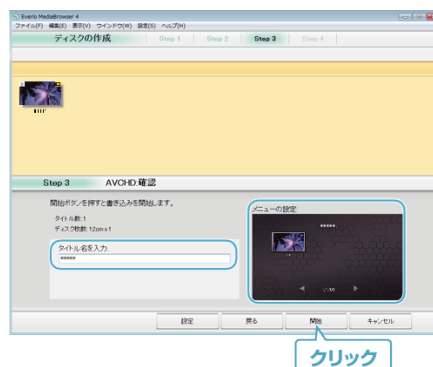 Everio MediaBrowser 4
ファイル(F) 編集(E) 表示(V) ウインドウ(W) 設定(S) ヘルプ(H)
ディスクの作成 Step 1 Step 2 Step 3 Step 4
Step 3 AVCHD:確認
開始ボタンを押すと書き込みを開始します。
タイトル数:1
ディスク枚数:12cm x 1
タイトル名を入力:
*****
メニューの設定:
*****
設定 戻る 開始 キャンセル
クリック